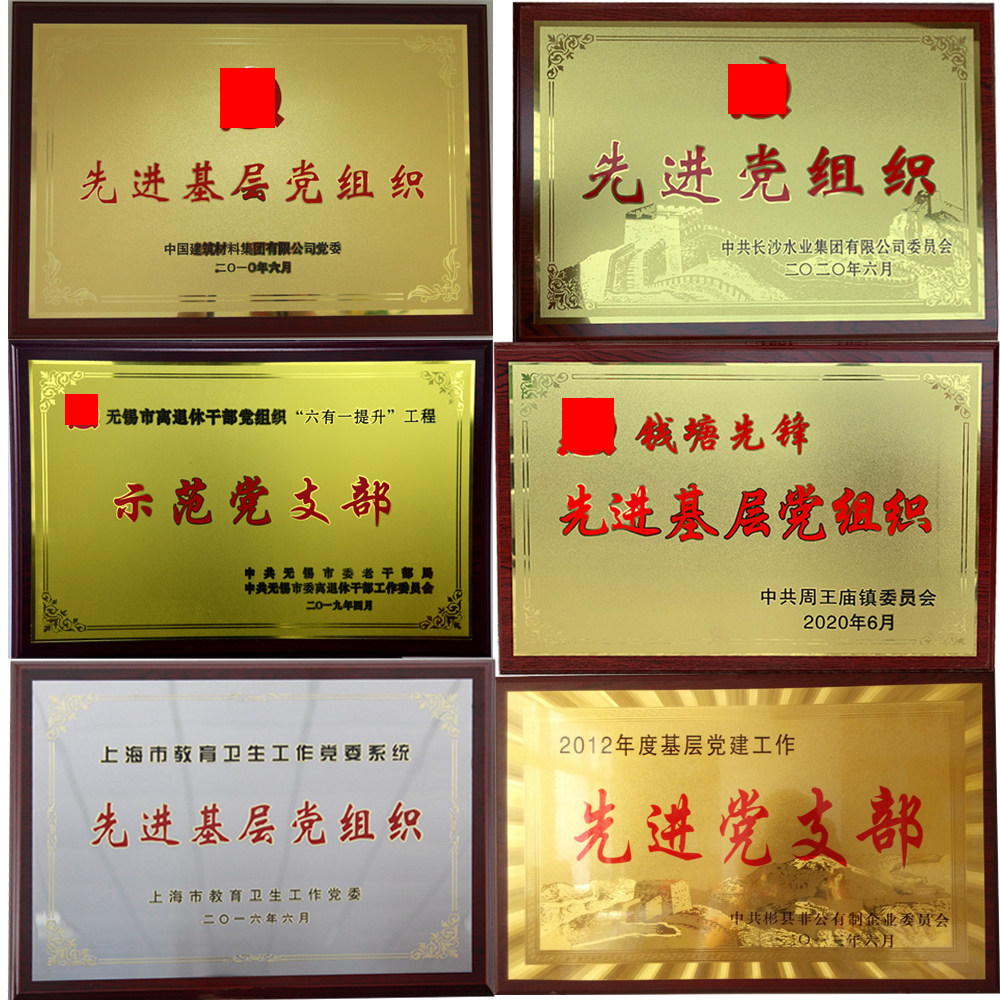 先进基层党组织
中国建筑材料集团有限公司党委
二〇一〇年六月
先进党组织
中共长沙水业集团有限公司委员会
二〇二〇年六月
无锡市离退休干部党组织“六有一提升”工程
示范党支部
中共无锡市委老干部局
中共无锡市委离退休干部工作委员会
二〇一九年四月
钱塘先锋
先进基层党组织
中共周王庙镇委员会
2020年6月
上海市教育卫生工作党委系统
先进基层党组织
上海市教育卫生工作党委
二〇一六年六月
2012年度基层党建工作
先进党支部
中共彬县非公有制企业委员会
二〇一三年六月